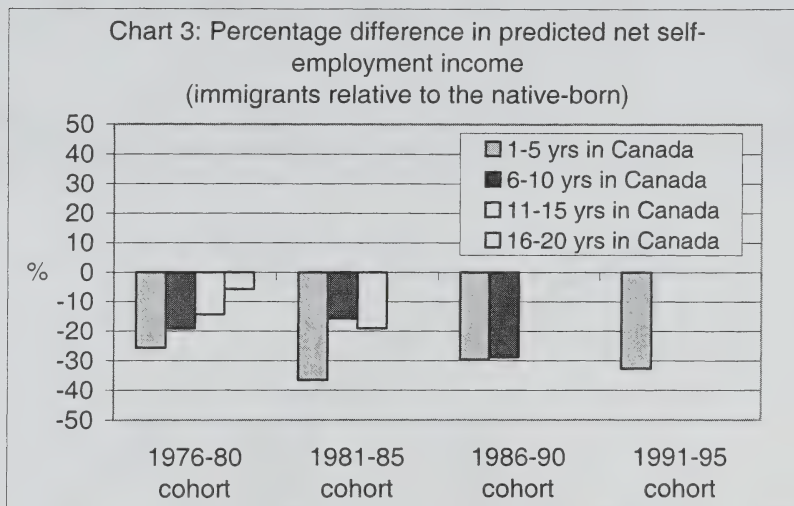 Chart 3: Percentage difference in predicted net self-
employment income
(immigrants relative to the native-born)
50
40
30
20
10
0
-10
-20
-30
-40
-50
%
1-5 yrs in Canada
6-10 yrs in Canada
11-15 yrs in Canada
16-20 yrs in Canada
1976-80 1981-85 1986-90 1991-95
cohort cohort cohort cohort